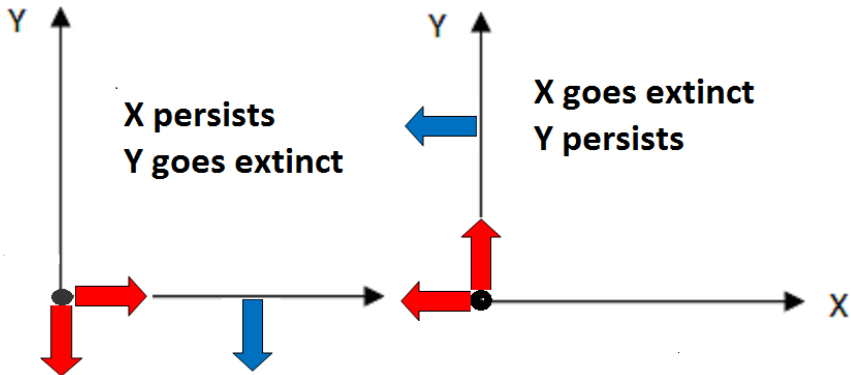 Y
X persists
Y goes extinct
Y
X goes extinct
Y persists
X